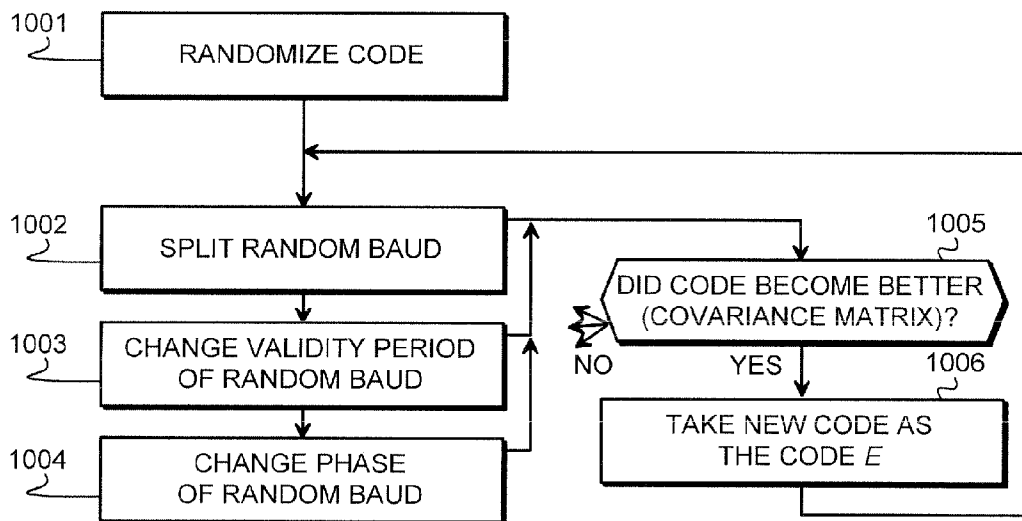 1001
RANDOMIZE CODE
1002
SPLIT RANDOM BAUD
1003
CHANGE VALIDITY PERIOD
OF RANDOM BAUD
1004
CHANGE PHASE
OF RANDOM BAUD
1005
DID CODE BECOME BETTER
(COVARIANCE MATRIX)?
NO
YES
1006
TAKE NEW CODE AS
THE CODE E